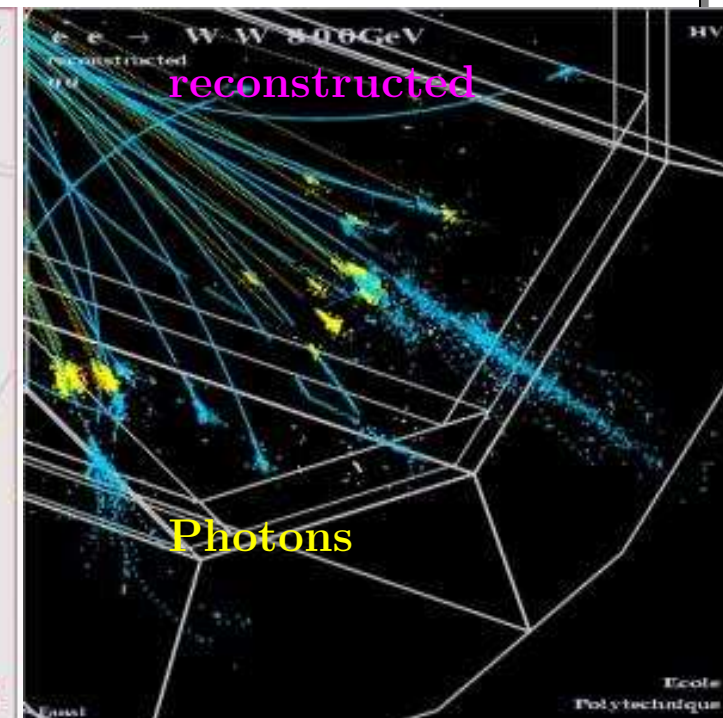 e e → W W 800GeV
HV
reconstructed
reconstructed
Photons
Ecole
Polytechnique